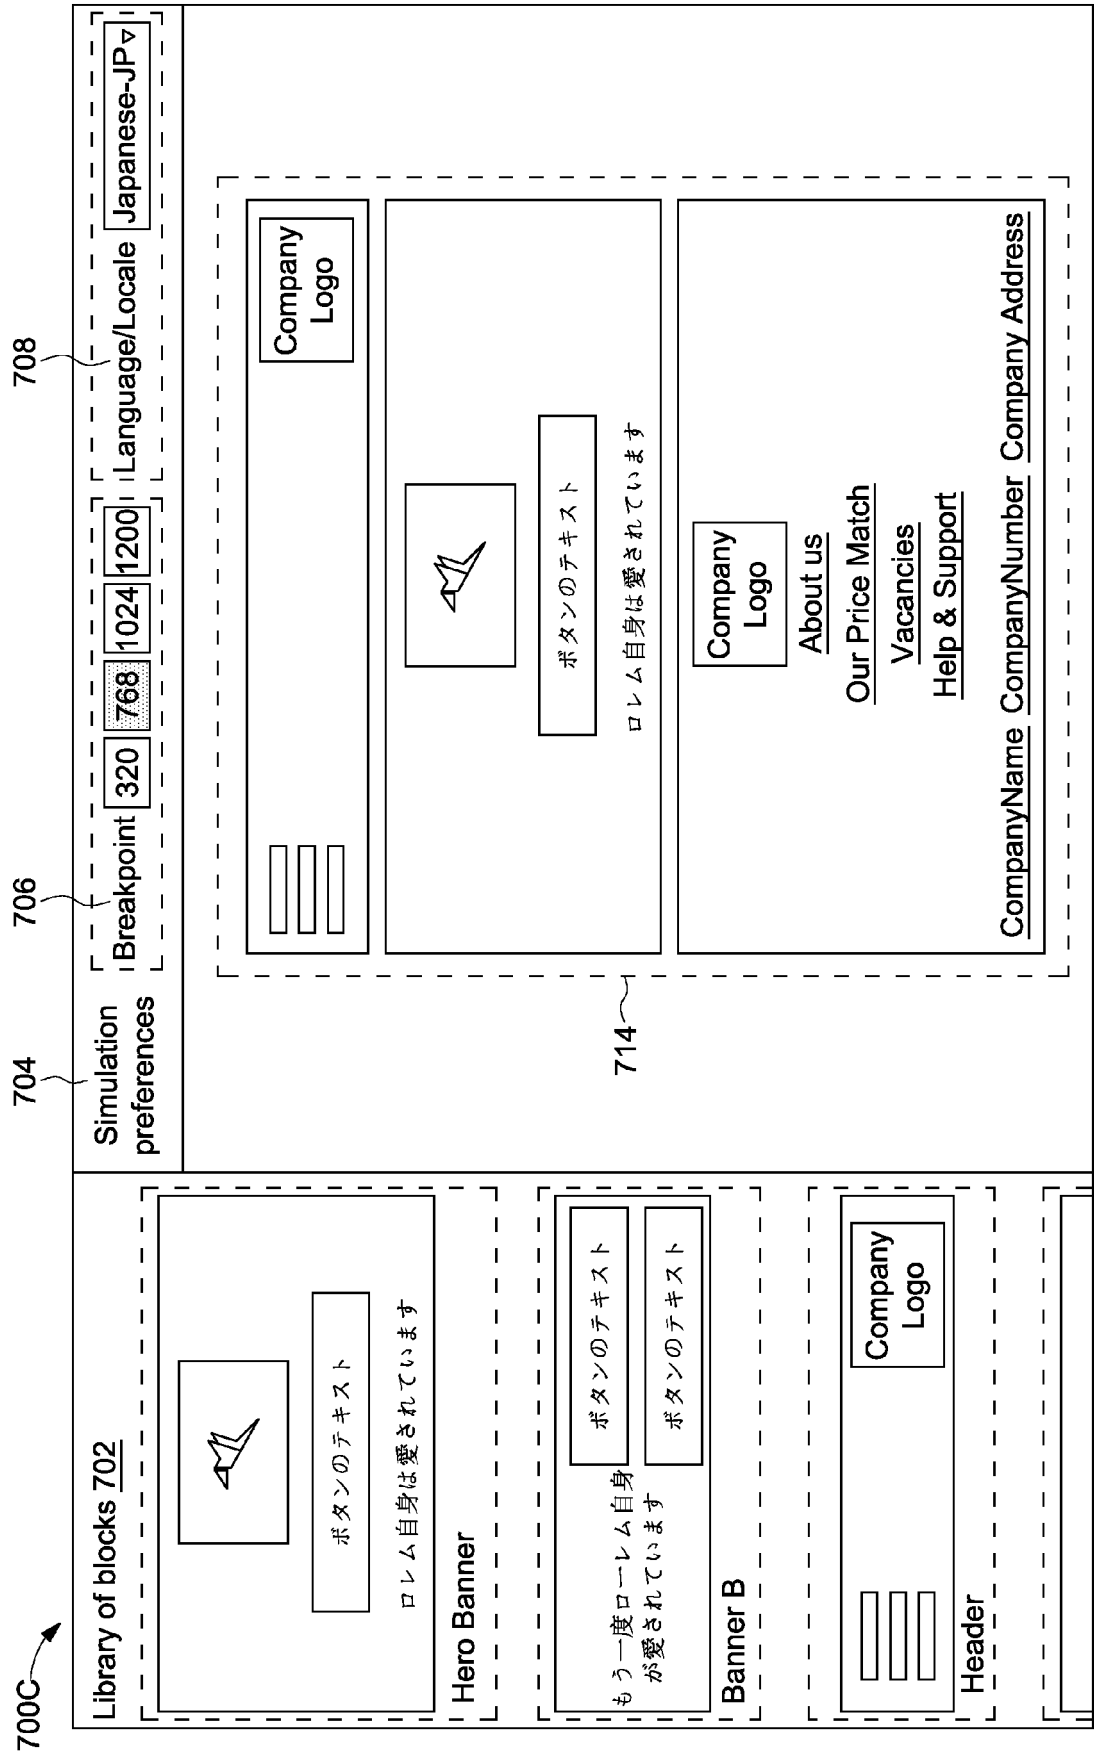 700C
Library of blocks 702
ボタンのテキスト
ロレム自身は愛されています
Hero Banner
もう一度ローレム自身
が愛されています
ボタンのテキスト
ボタンのテキスト
Banner B
Company
Logo
Header
704
706
708
Simulation
preferences
Breakpoint 320 768 1024 1200
Language/Locale Japanese-JP
Company
Logo
ボタンのテキスト
ロレム自身は愛されています
Company
Logo
About us
Our Price Match
Vacancies
Help & Support
CompanyName CompanyNumber Company Address
714